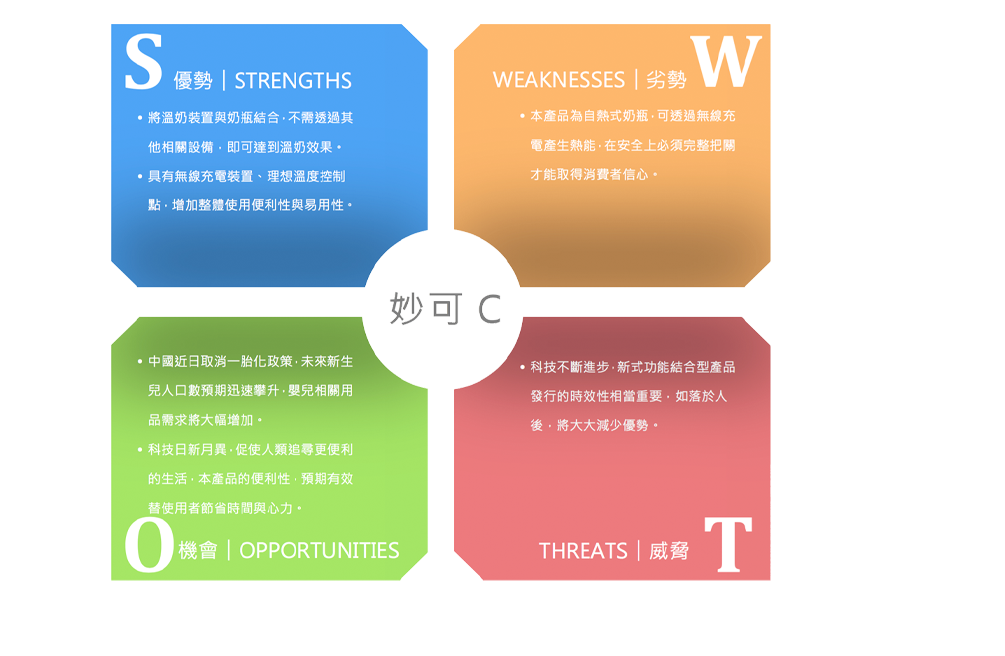 S
優勢｜STRENGTHS
• 將溫奶裝置與奶瓶結合，不需透過其
他相關設備，即可達到溫奶效果。
• 具有無線充電裝置、理想溫度控制
點，增加整體使用便利性與易用性。
W
WEAKNESSES｜劣勢
• 本產品為自熱式奶瓶，可透過無線充
電產生熱能，在安全上必須完整把關
才能取得消費者信心。
妙可 C
• 中國近日取消一胎化政策，未來新生
兒人口數預期迅速攀升，嬰兒相關用
品需求將大幅增加。
• 科技日新月異，促使人類追尋更便利
的生活，本產品的便利性，預期有效
替使用者節省時間與心力。
O
機會｜OPPORTUNITIES
• 科技不斷進步，新式功能結合型產品
發行的時效性相當重要，如落於人
後，將大大減少優勢。
THREATS｜威脅
T